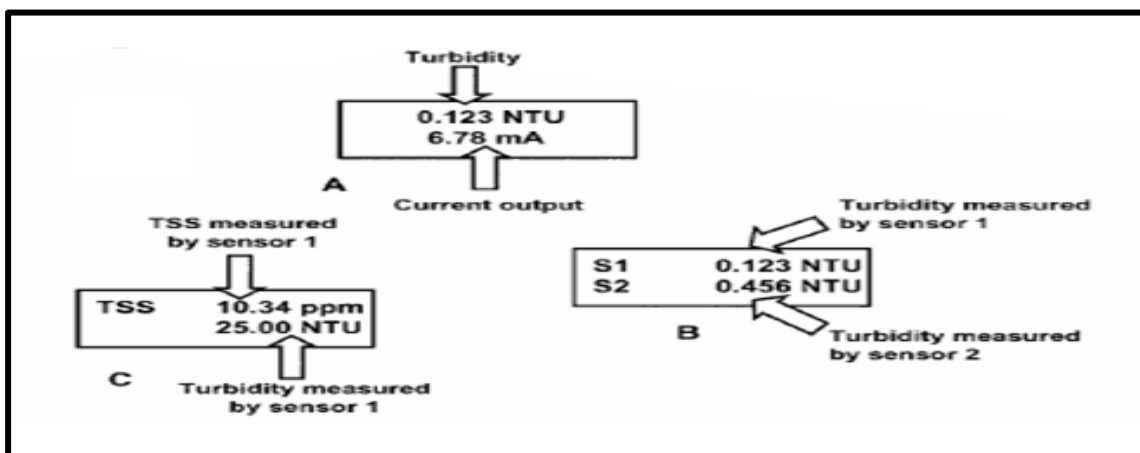 Turbidity
0.123 NTU
6.78 mA
A
Current output
TSS measured
by sensor 1
TSS 10.34 ppm
25.00 NTU
C
Turbidity measured
by sensor 1
Turbidity measured
by sensor 1
S1 0.123 NTU
S2 0.456 NTU
B
Turbidity measured
by sensor 2